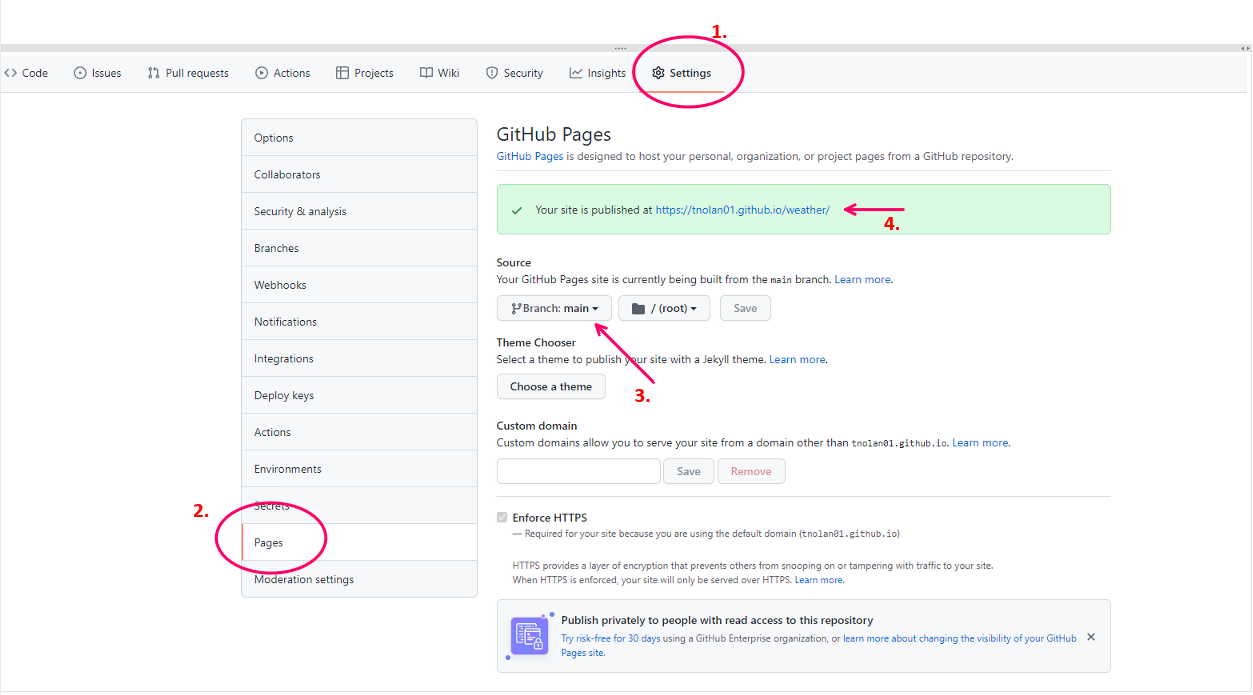 1.
Code Issues Pull requests Actions Projects Wiki Security Insights Settings
Options
Collaborators
Security & analysis
Branches
Webhooks
Notifications
Integrations
Deploy keys
Actions
Environments
Secrets
2.
Pages
Moderation settings
GitHub Pages
GitHub Pages is designed to host your personal, organization, or project pages from a GitHub repository.
Your site is published at https://tnolan01.github.io/weather/
4.
Source
Your GitHub Pages site is currently being built from the main branch. Learn more.
Branch: main / (root) Save
Theme Chooser
Select a theme to publish your site with a Jekyll theme. Learn more.
Choose a theme
3.
Custom domain
Custom domains allow you to serve your site from a domain other than tnolan01.github.io. Learn more.
Save Remove
Enforce HTTPS
— Required for your site because you are using the default domain (tnolan01.github.io)
HTTPS provides a layer of encryption that prevents others from snooping on or tampering with traffic to your site.
When HTTPS is enforced, your site will only be served over HTTPS. Learn more.
Publish privately to people with read access to this repository
Try risk-free for 30 days using a GitHub Enterprise organization, or learn more about changing the visibility of your GitHub
Pages site.